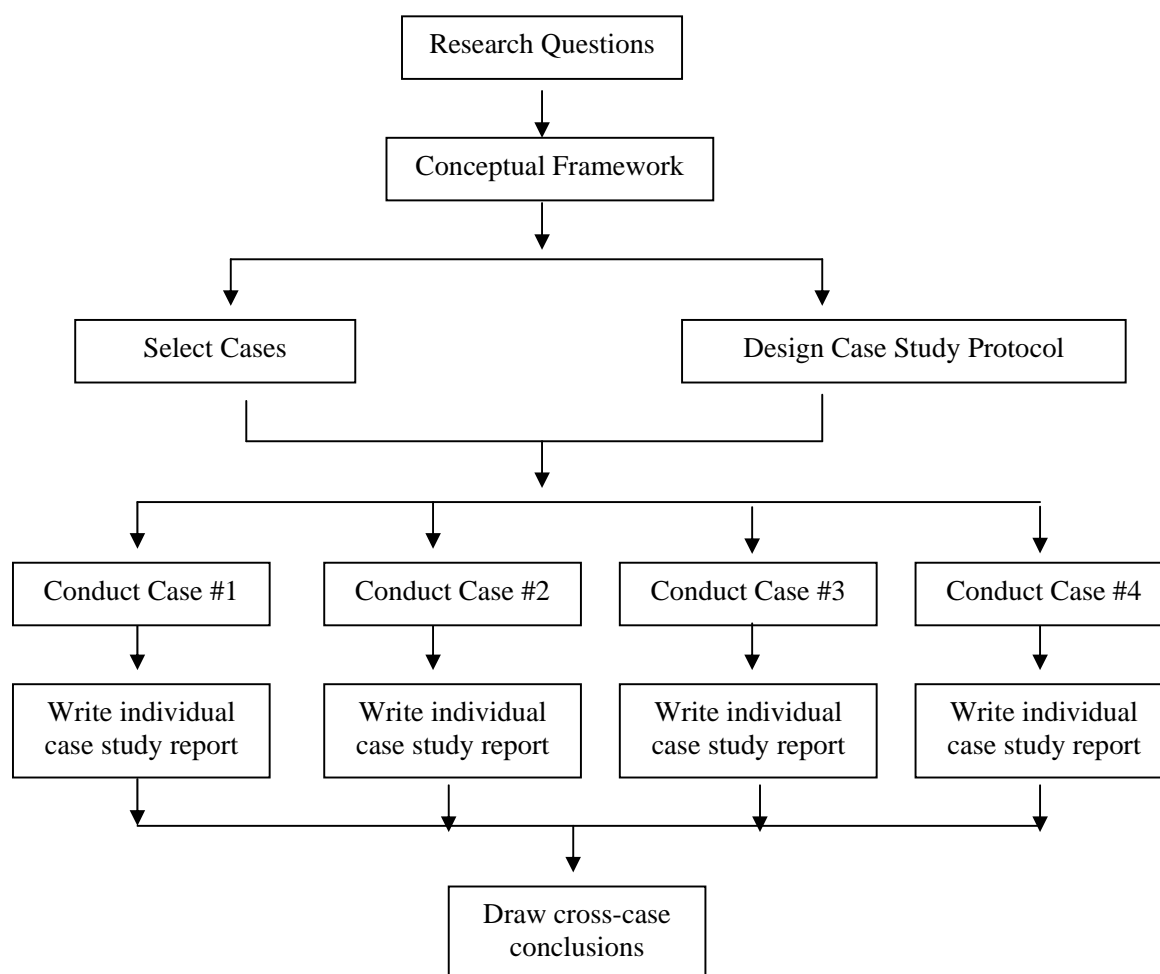 Research Questions
Conceptual Framework
Select Cases
Design Case Study Protocol
Conduct Case #1
Conduct Case #2
Conduct Case #3
Conduct Case #4
Write individual
case study report
Write individual
case study report
Write individual
case study report
Write individual
case study report
Draw cross-case
conclusions